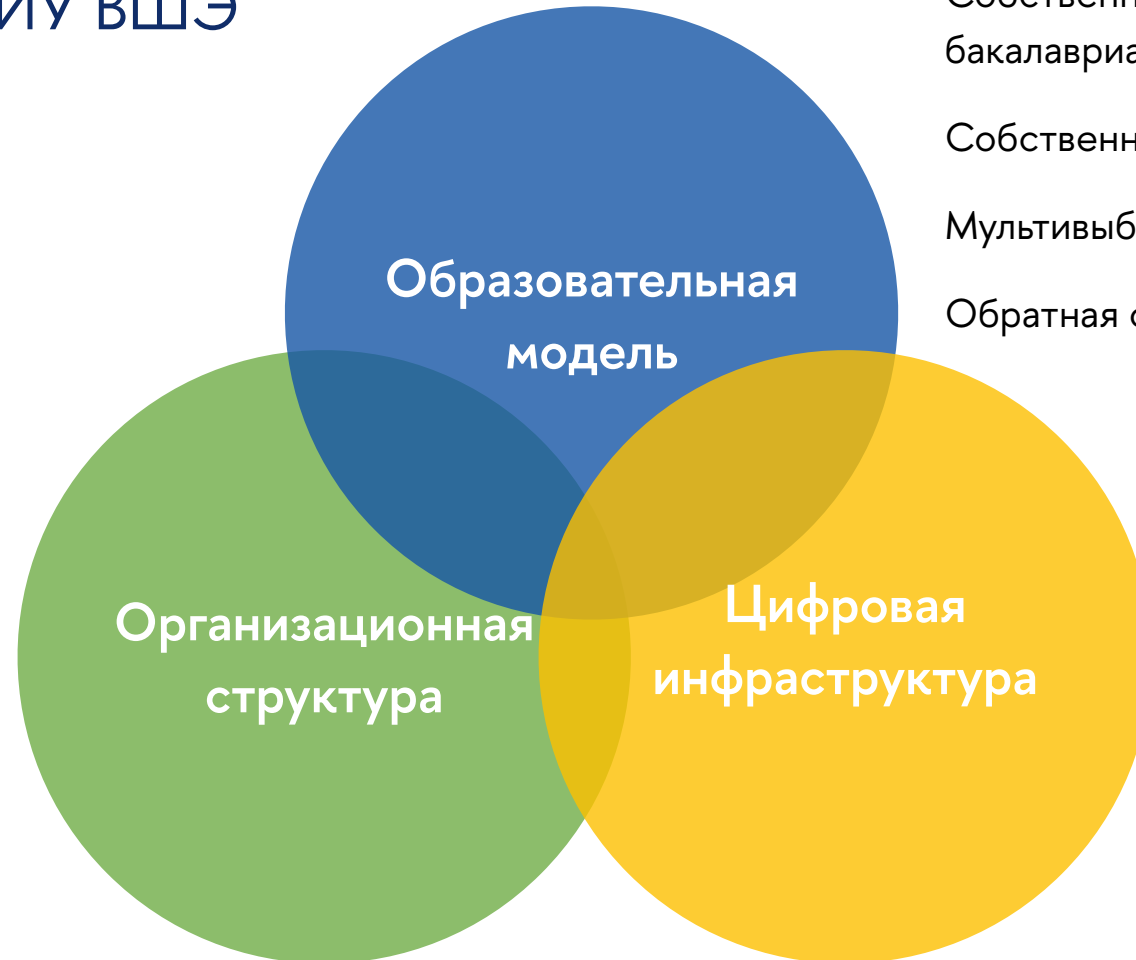 ИУ ВШЭ
бакалавриа
Собственн
Мультивыб
Обратная
Образовательная
модель
Организационная
структура
Цифровая
инфраструктура